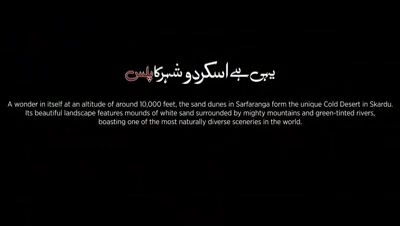 یہی ہے اسکردو شہر کا پلس
A wonder in itself at an altitude of around 10,000 feet, the sand dunes in Sarfaranga form the unique Cold Desert in Skardu.
Its beautiful landscape features mounds of white sand surrounded by mighty mountains and green-tinted rivers,
boasting one of the most naturally diverse sceneries in the world.